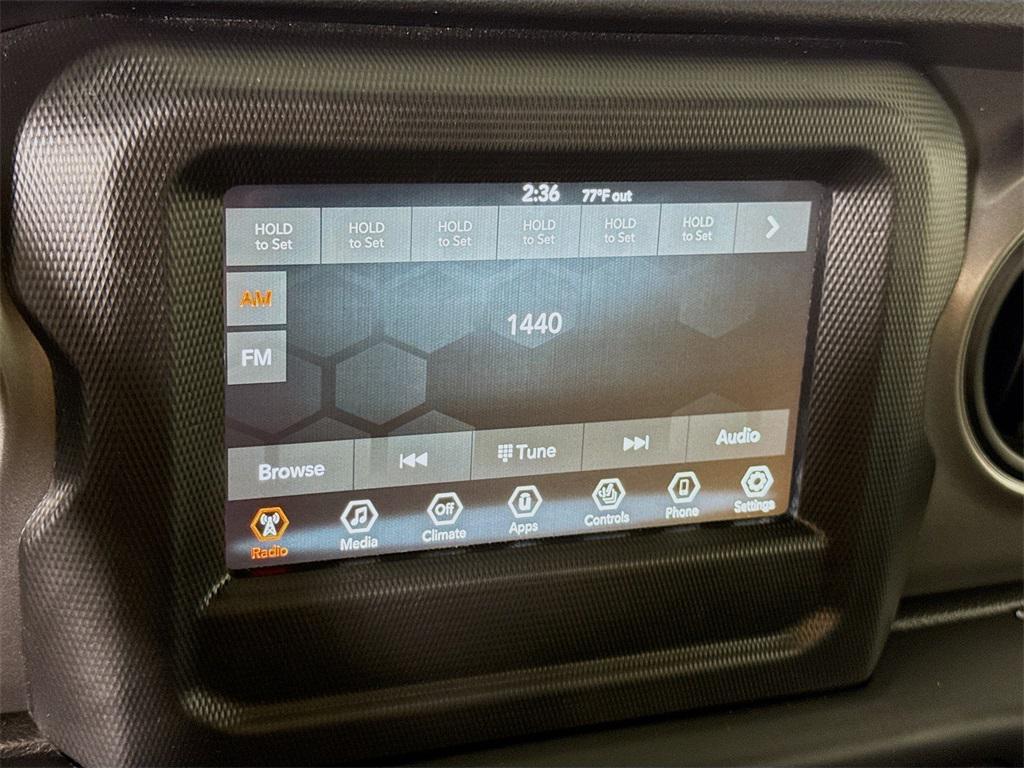 2:36 77°F out
HOLD to Set HOLD to Set HOLD to Set HOLD to Set HOLD to Set HOLD to Set
AM
1440
FM
Browse Tune Audio
Radio Media Off Climate Apps Controls Phone Settings